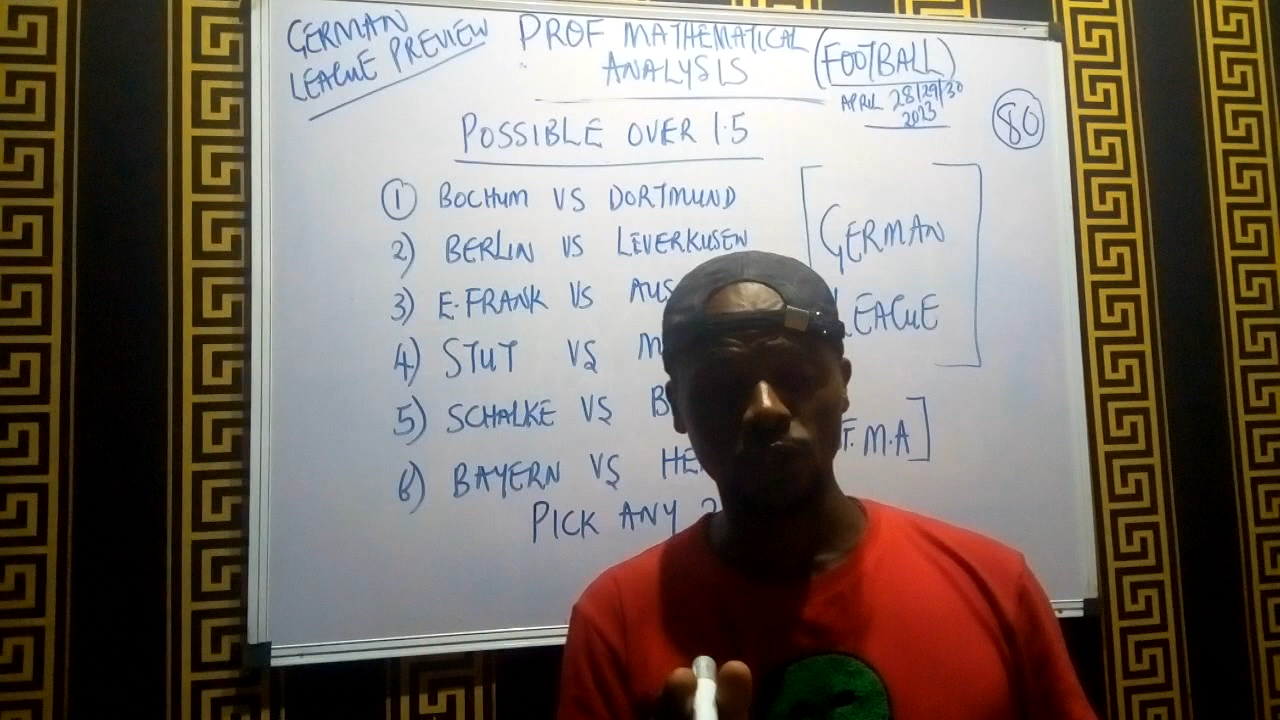 GERMAN
LEAGUE PREVIEW
PROF MATHEMATICAL
ANALYSIS
(FOOTBALL)
APRIL 28/29/30
2023
80
POSSIBLE OVER 1.5
1 BOCHUM VS DORTMUND
2) BERLIN VS LEVERKUSEN
3) E.FRANK VS AUS
4) STUT VS M
5) SCHALKE VS B
6) BAYERN VS HE
PICK ANY
GERMAN
LEAGUE
F.M.A]